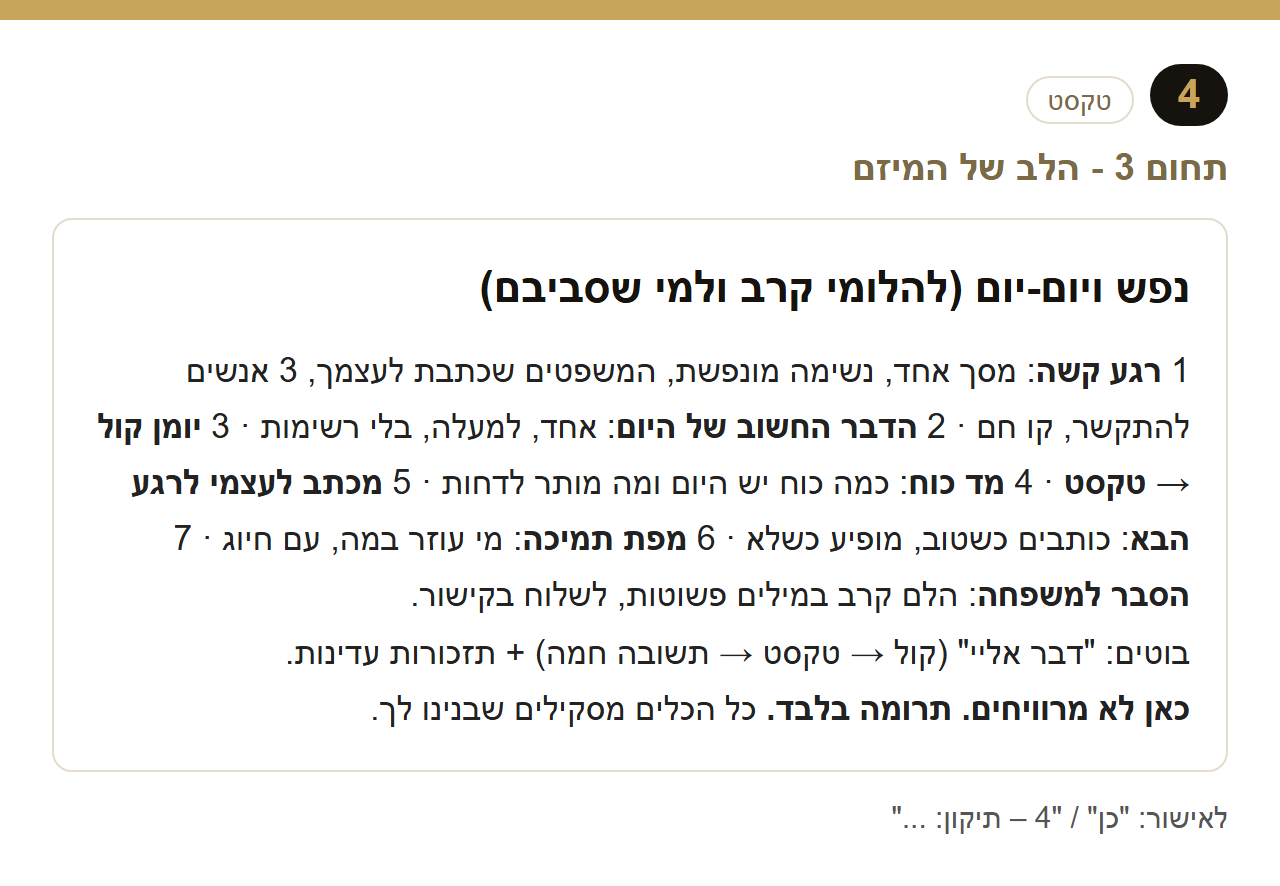 4
טקסט
תחום 3 - הלב של המיזם
נפש ויום-יום (להלומי קרב ולמי שסביבם)
1 רגע קשה: מסך אחד, נשימה מונפשת, המשפטים שכתבת לעצמך, 3 אנשים
להתקשר, קו חם · 2 הדבר החשוב של היום: אחד, למעלה, בלי רשימות · 3 יומן קול
→ טקסט · 4 מד כוח: כמה כוח יש היום ומה מותר לדחות · 5 מכתב לעצמי לרגע
הבא: כותבים כשטוב, מופיע כשלא · 6 מפת תמיכה: מי עוזר במה, עם חיוג · 7
הסבר למשפחה: הלם קרב במילים פשוטות, לשלוח בקישור.
בוטים: "דבר אליי" (קול → טקסט → תשובה חמה) + תזכורות עדינות.
כאן לא מרוויחים. תרומה בלבד. כל הכלים מסקילים שבנינו לך.
לאישור: "כן" / "4 – תיקון: ..."